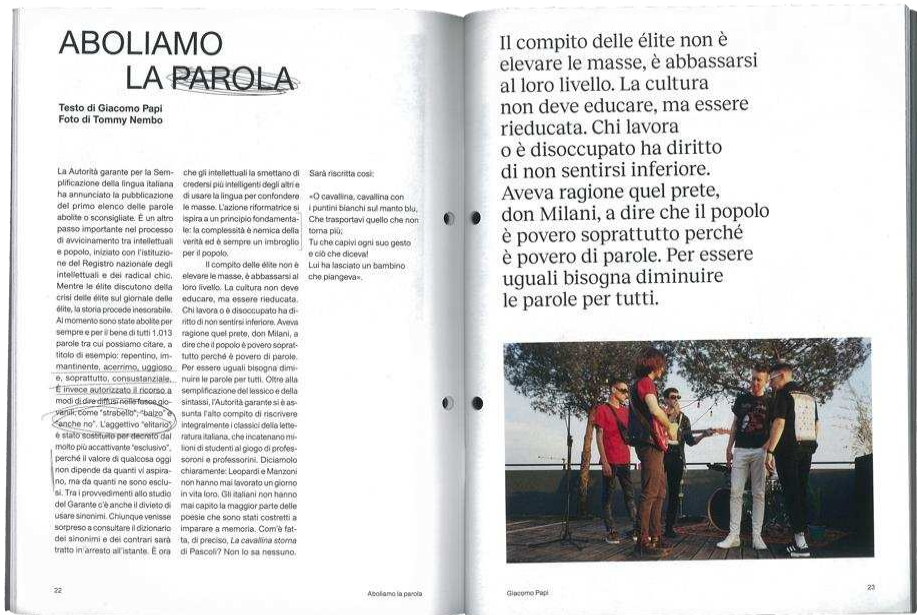 ABOLIAMO
LA PAROLA
Testo di Giacomo Papi
Foto di Tommy Nembo
La Autorità garante per la Sem-
plificazione della lingua italiana
ha annunciato la pubblicazione
del primo elenco delle parole
abolite o sconsigliate. È un altro
passo importante nel processo
di avvicinamento tra intellettuali
e popolo, iniziato con l'istituzio-
ne del Registro nazionale degli
intellettuali e dei radical chic.
Mentre le élite discutono della
crisi delle élite sul giornale delle
élite, la storia procede inesorabile.
Al momento sono state abolite per
sempre e per il bene di tutti 1.013
parole tra cui possiamo citare, a
titolo di esempio: repentino, im-
mantinente, acerrimo, uggioso
e, soprattutto, consustanziale.
È invece autorizzato il ricorso a
modi di dire diffusi nelle fasce gio-
vanili, come "strabello", "balzo" e
"anche no". L'aggettivo "elitario"
è stato sostituito per decreto dal
molto più accattivante "esclusivo",
perché il valore di qualcosa oggi
non dipende da quanti vi aspira-
no, ma da quanti ne sono esclu-
si. Tra i provvedimenti allo studio
del Garante c'è anche il divieto di
usare sinonimi. Chiunque venisse
sorpreso a consultare il dizionario
dei sinonimi e dei contrari sarà
tratto in arresto all'istante. È ora
che gli intellettuali la smettano di
credersi più intelligenti degli altri e
di usare la lingua per confondere
le masse. L'azione riformatrice si
ispira a un principio fondamenta-
le: la complessità è nemica della
verità ed è sempre un imbroglio
per il popolo.
Il compito delle élite non è
elevare le masse, è abbassarsi al
loro livello. La cultura non deve
educare, ma essere rieducata.
Chi lavora o è disoccupato ha di-
ritto di non sentirsi inferiore. Aveva
ragione quel prete, don Milani, a
dire che il popolo è povero soprat-
tutto perché è povero di parole.
Per essere uguali bisogna dimi-
nuire le parole per tutti. Oltre alla
semplificazione del lessico e della
sintassi, l'Autorità garante si è as-
sunta l'alto compito di riscrivere
integralmente i classici della lette-
ratura italiana, che incatenano mi-
lioni di studenti al giogo di profes-
soroni e professorini. Diciamolo
chiaramente: Leopardi e Manzoni
non hanno mai lavorato un giorno
in vita loro. Gli italiani non hanno
mai capito la maggior parte delle
poesie che sono stati costretti a
imparare a memoria. Com'è fat-
ta, di preciso, La cavallina storna
di Pascoli? Non lo sa nessuno.
Sarà riscritta così:
«O cavallina, cavallina con
i puntini bianchi sul manto blu,
Che trasportavi quello che non
torna più;
Tu che capivi ogni suo gesto
e ciò che diceva!
Lui ha lasciato un bambino
che piangeva».
22
Aboliamo la parola
Il compito delle élite non è
elevare le masse, è abbassarsi
al loro livello. La cultura
non deve educare, ma essere
rieducata. Chi lavora
o è disoccupato ha diritto
di non sentirsi inferiore.
Aveva ragione quel prete,
don Milani, a dire che il popolo
è povero soprattutto perché
è povero di parole. Per essere
uguali bisogna diminuire
le parole per tutti.
Giacomo Papi
23